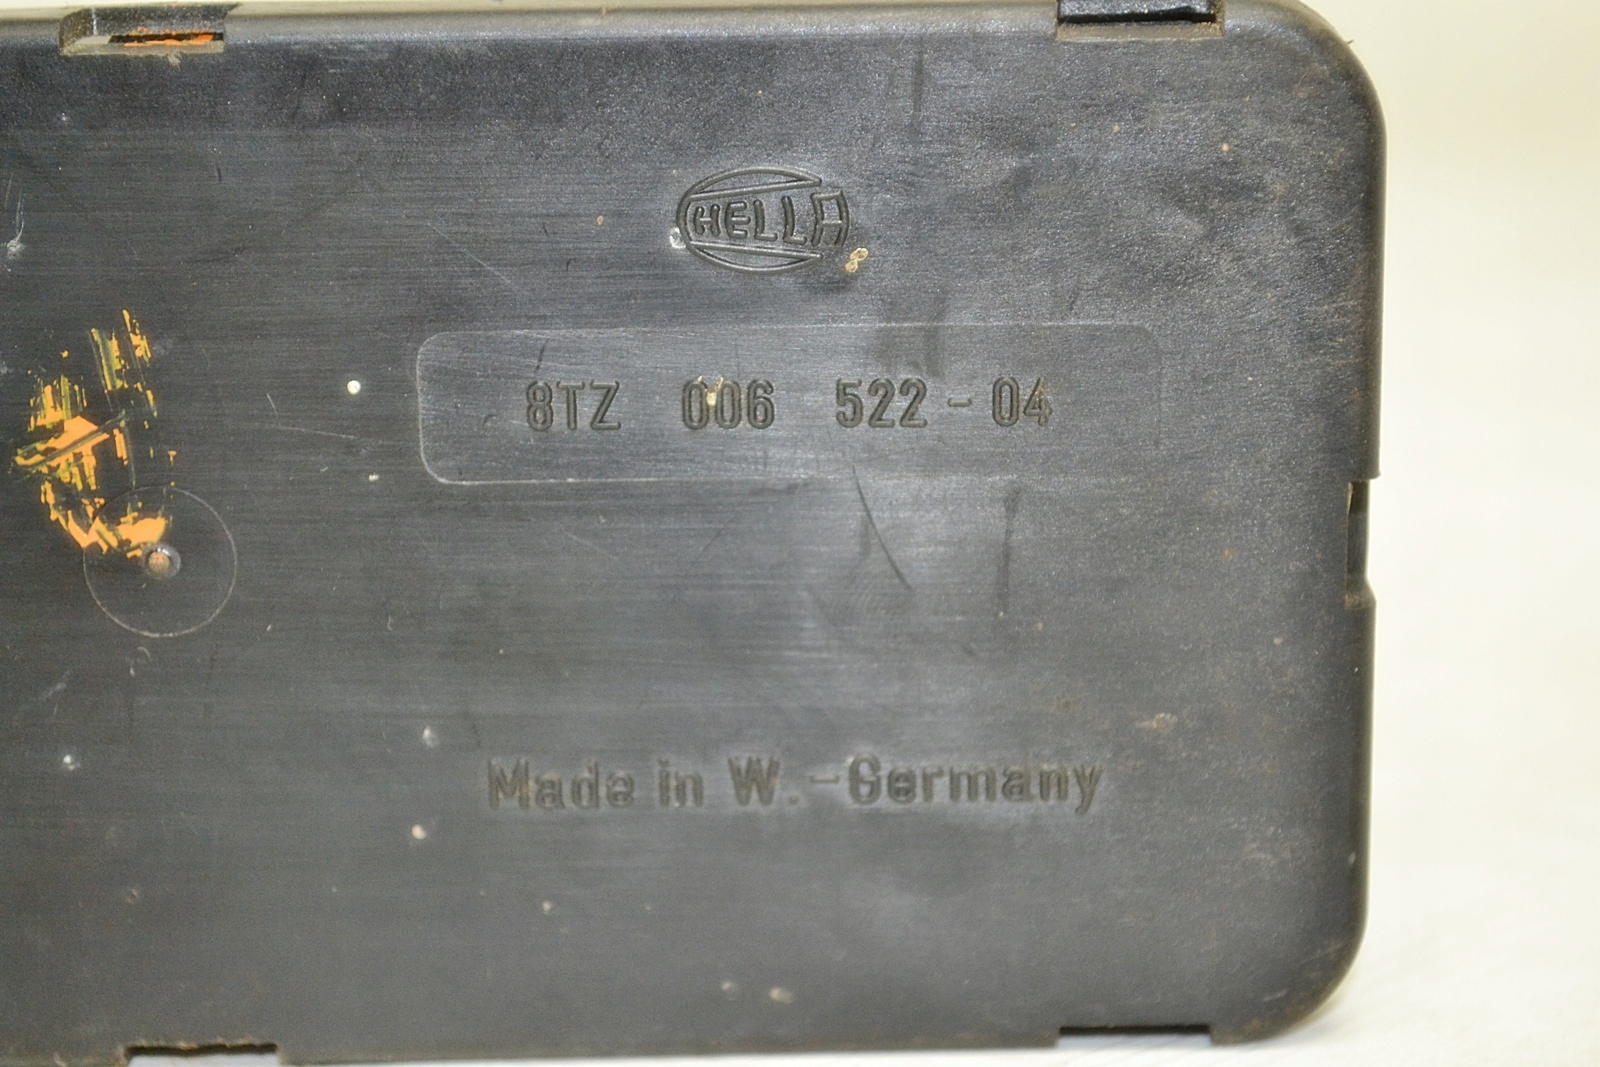 HELLA
8TZ 006 522-04
Made in W.-Germany